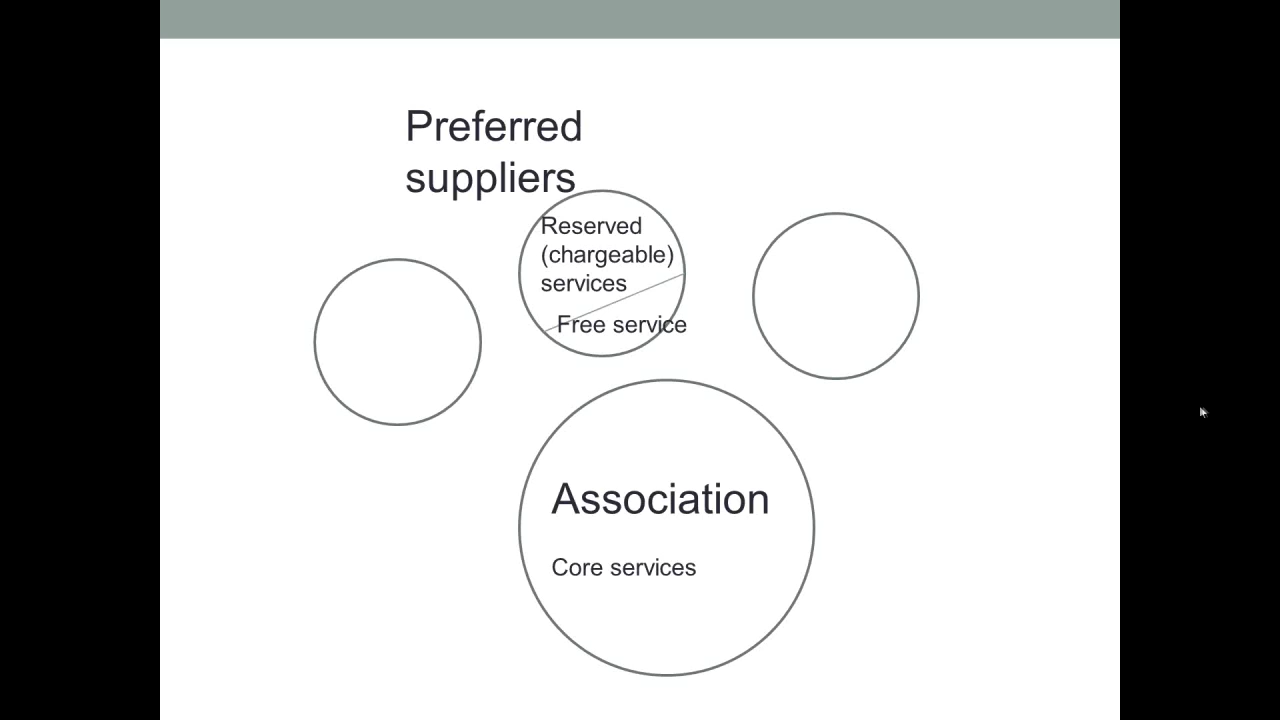 Preferred
suppliers
Reserved
(chargeable)
services
Free service
Association
Core services